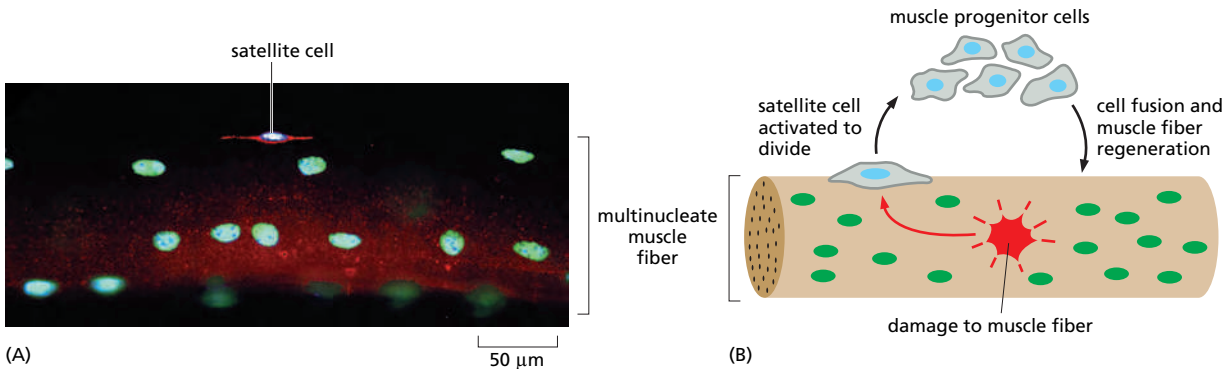 satellite cell
multinucleate
muscle
fiber
50 μm
(A)
muscle progenitor cells
satellite cell
activated to
divide
cell fusion and
muscle fiber
regeneration
damage to muscle fiber
(B)